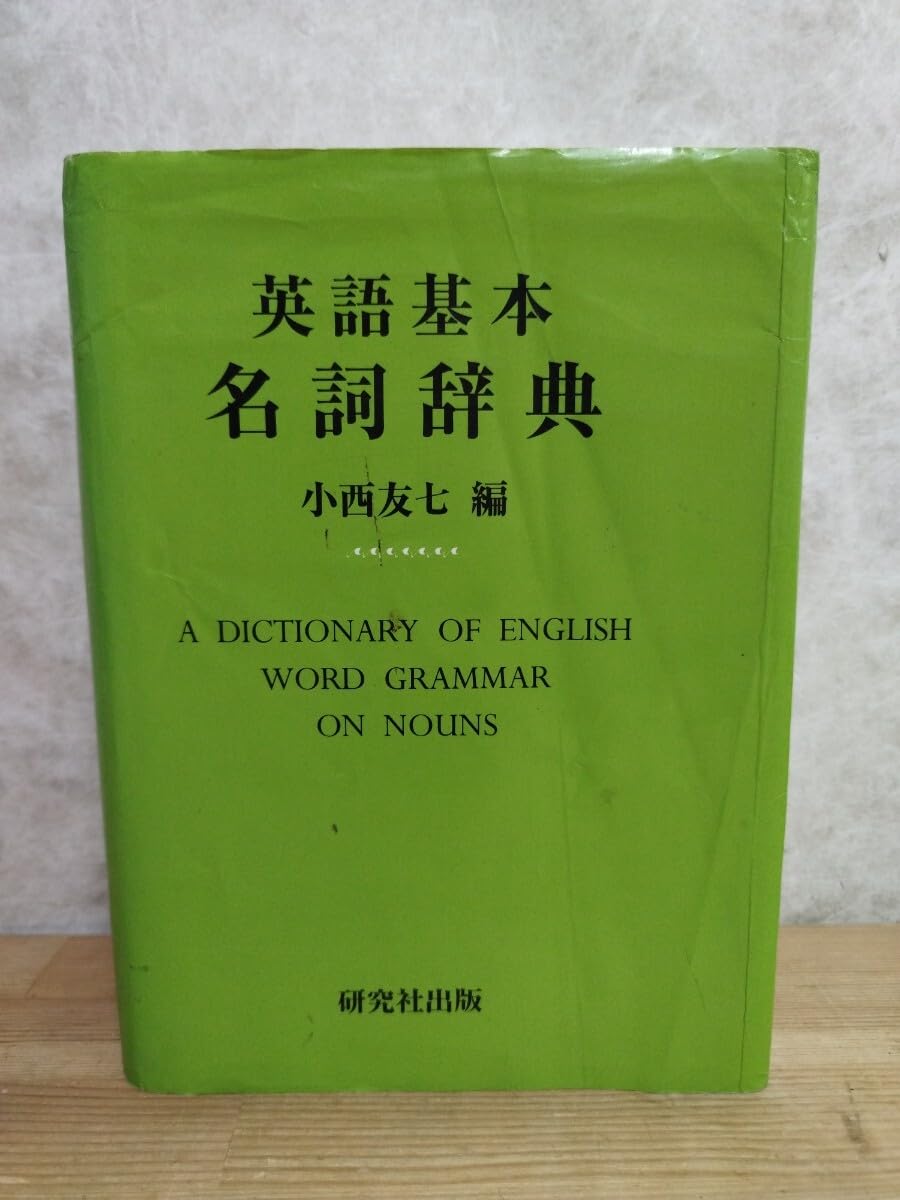 英語基本
名詞辞典
小西友七 編
A DICTIONARY OF ENGLISH
WORD GRAMMAR
ON NOUNS
研究社出版